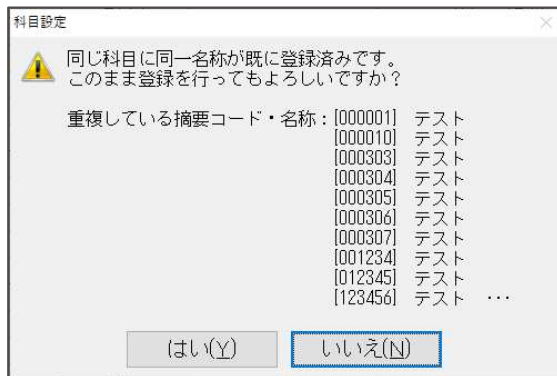 科目設定
同じ科目に同一名称が既に登録済みです。
このまま登録を行ってもよろしいですか？
重複している摘要コード・名称：[000001] テスト
[000010] テスト
[000303] テスト
[000304] テスト
[000305] テスト
[000306] テスト
[000307] テスト
[001234] テスト
[012345] テスト
[123456] テスト ･･･
はい(Y) いいえ(N)